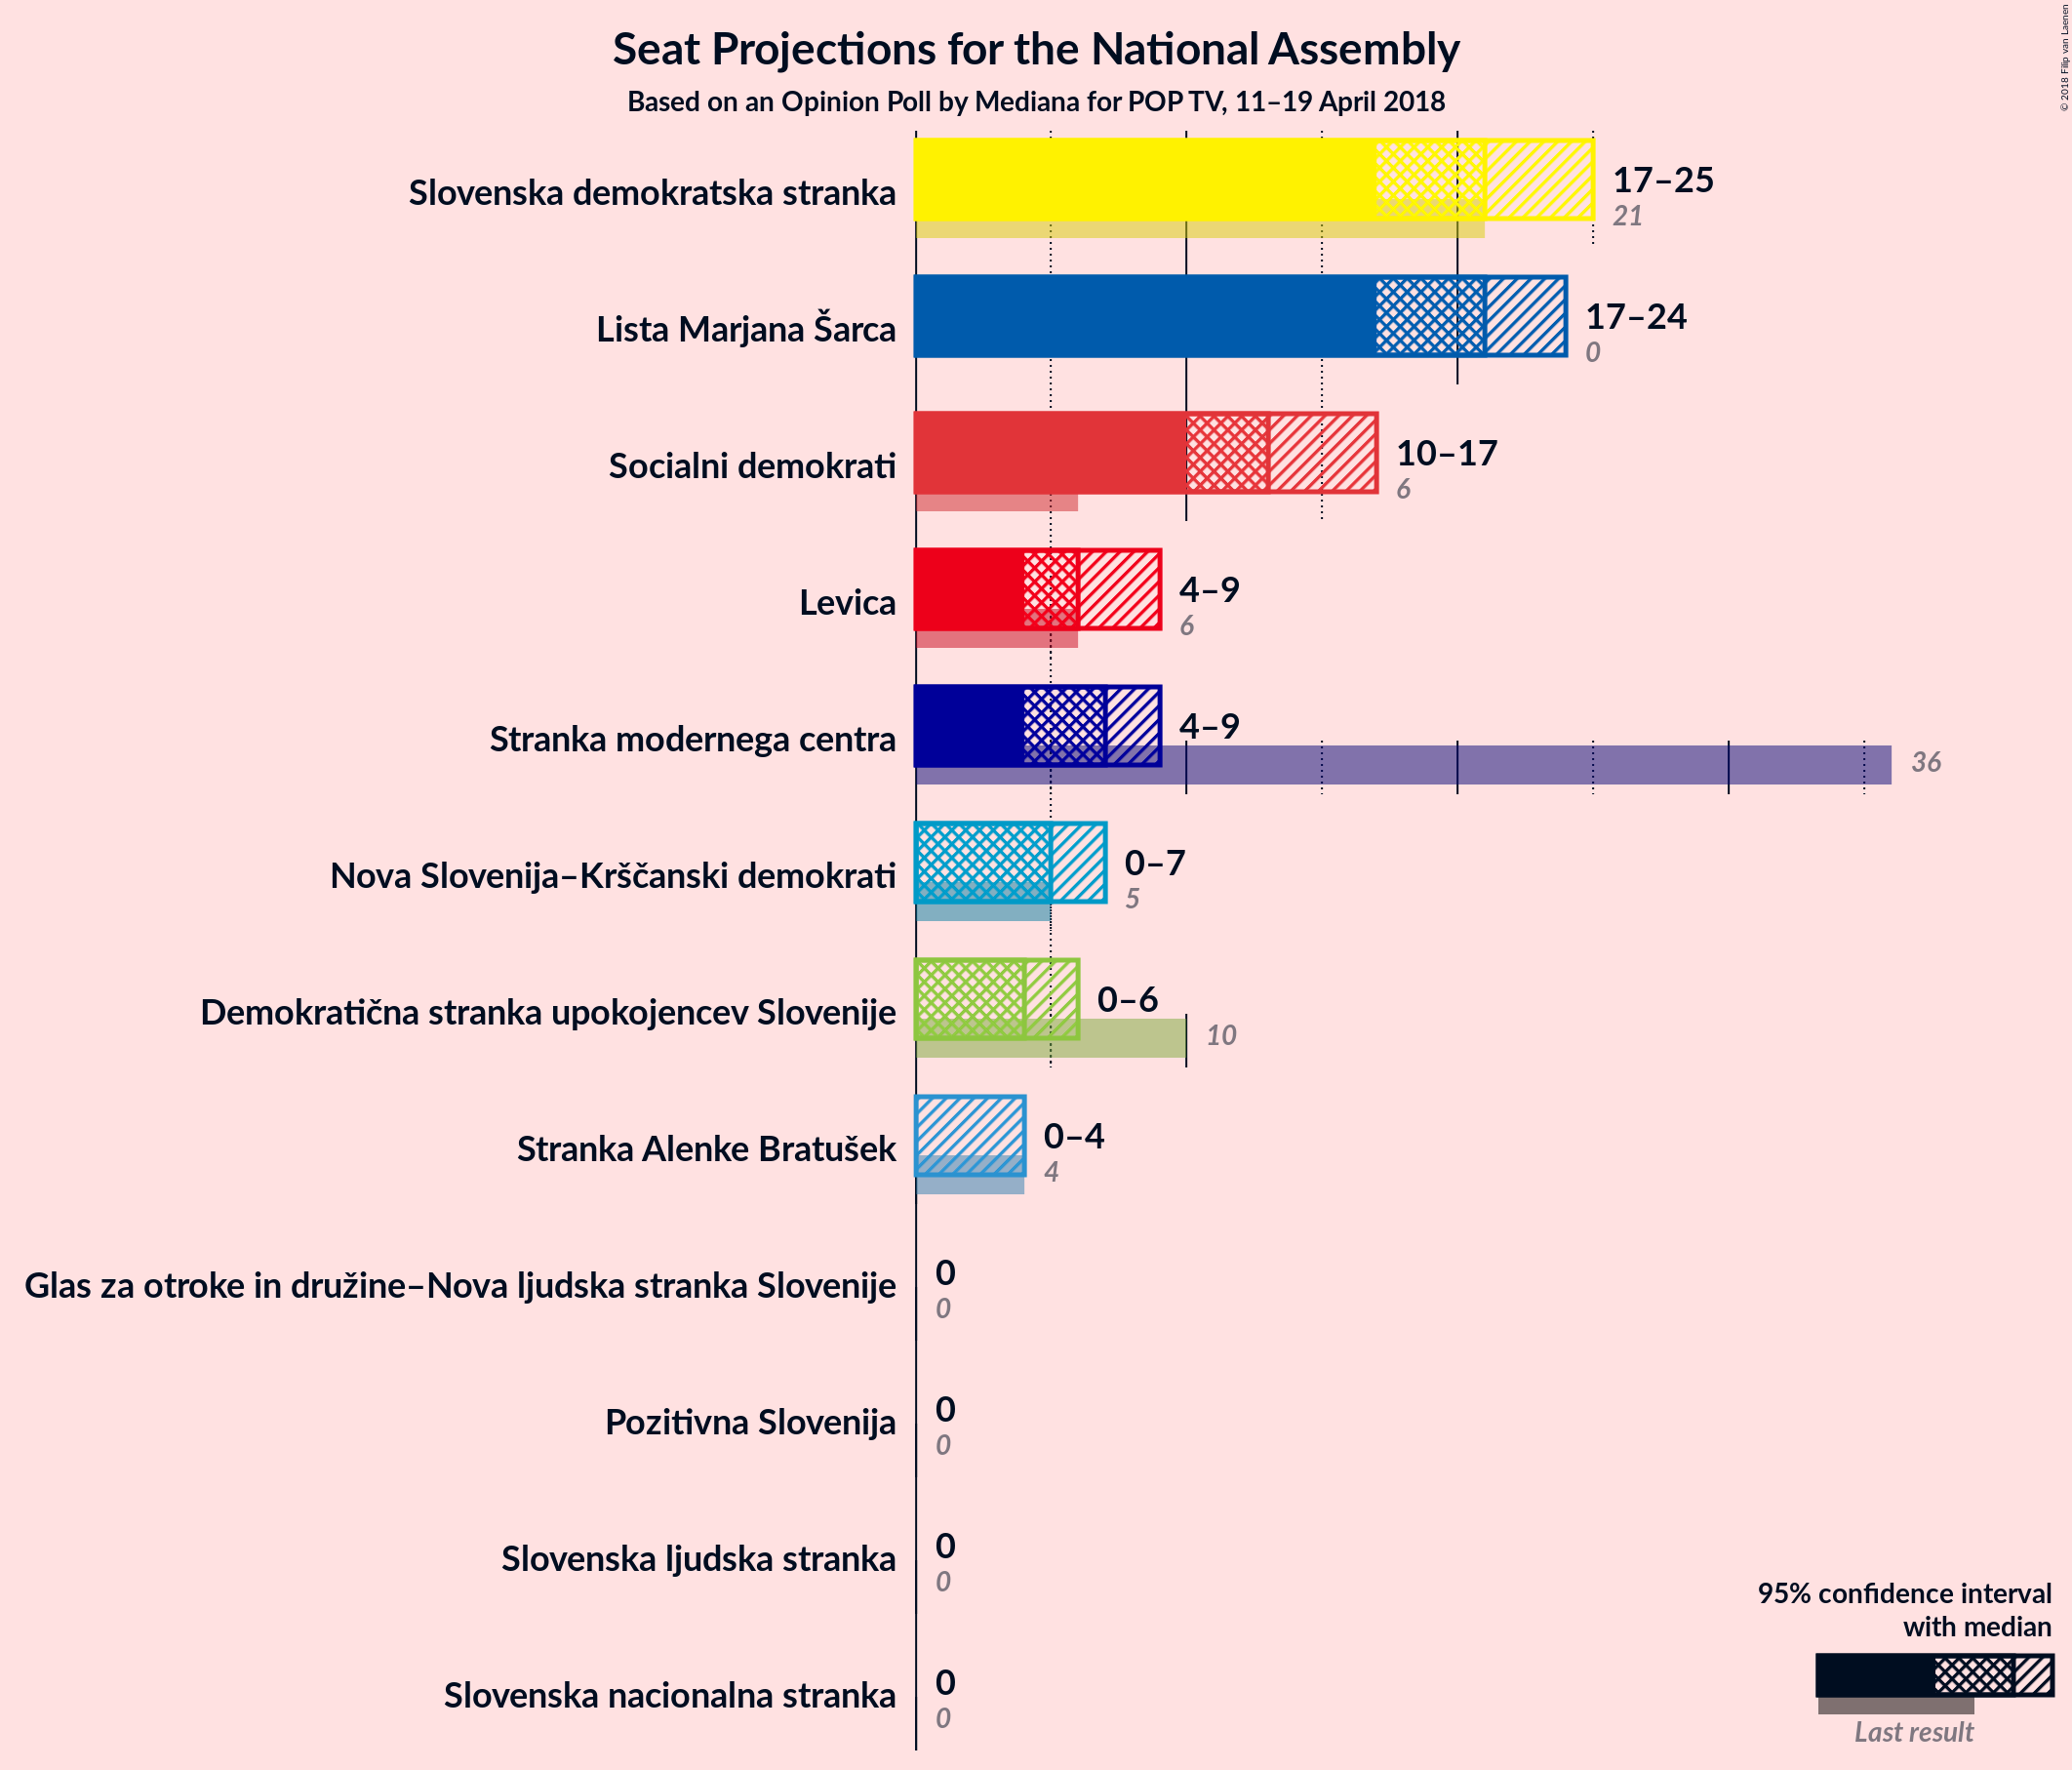 Seat Projections for the National Assembly
Based on an Opinion Poll by Mediana for POP TV, 11–19 April 2018
© 2018 Filip van Laenen
Slovenska demokratska stranka
17–25
21
Lista Marjana Šarca
17–24
0
Socialni demokrati
10–17
6
Levica
4–9
6
Stranka modernega centra
4–9
36
Nova Slovenija–Krščanski demokrati
0–7
5
Demokratična stranka upokojencev Slovenije
0–6
10
Stranka Alenke Bratušek
0–4
4
Glas za otroke in družine–Nova ljudska stranka Slovenije
0
0
Pozitivna Slovenija
0
0
Slovenska ljudska stranka
0
0
Slovenska nacionalna stranka
0
0
95% confidence interval
with median
Last result